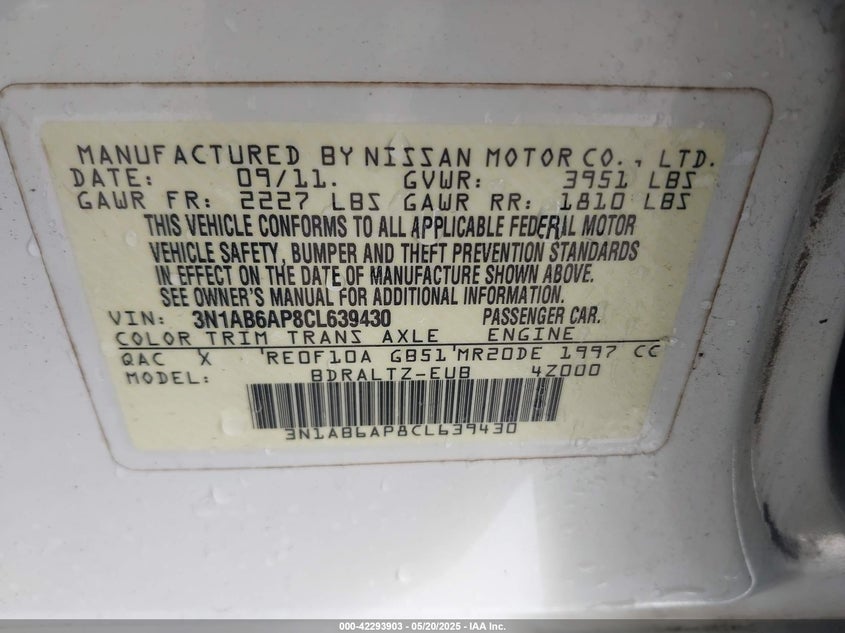 MANUFACTURED BY NISSAN MOTOR CO., LTD.
DATE: 09/11. GVWR: 3951 LBS
GAWR FR: 2227 LBS GAWR RR: 1810 LBS
THIS VEHICLE CONFORMS TO ALL APPLICABLE FEDERAL MOTOR
VEHICLE SAFETY, BUMPER AND THEFT PREVENTION STANDARDS
IN EFFECT ON THE DATE OF MANUFACTURE SHOWN ABOVE.
SEE OWNER'S MANUAL FOR ADDITIONAL INFORMATION.
VIN: 3N1AB6AP8CL639430 PASSENGER CAR.
COLOR TRIM TRANS AXLE ENGINE
QAC X RE0F10A GB51 MR20DE 1997 CC
MODEL: BDRALTZ-EUB 4Z000
3N1AB6AP8CL639430
000-42293903 - 05/20/2025 - IAA Inc.